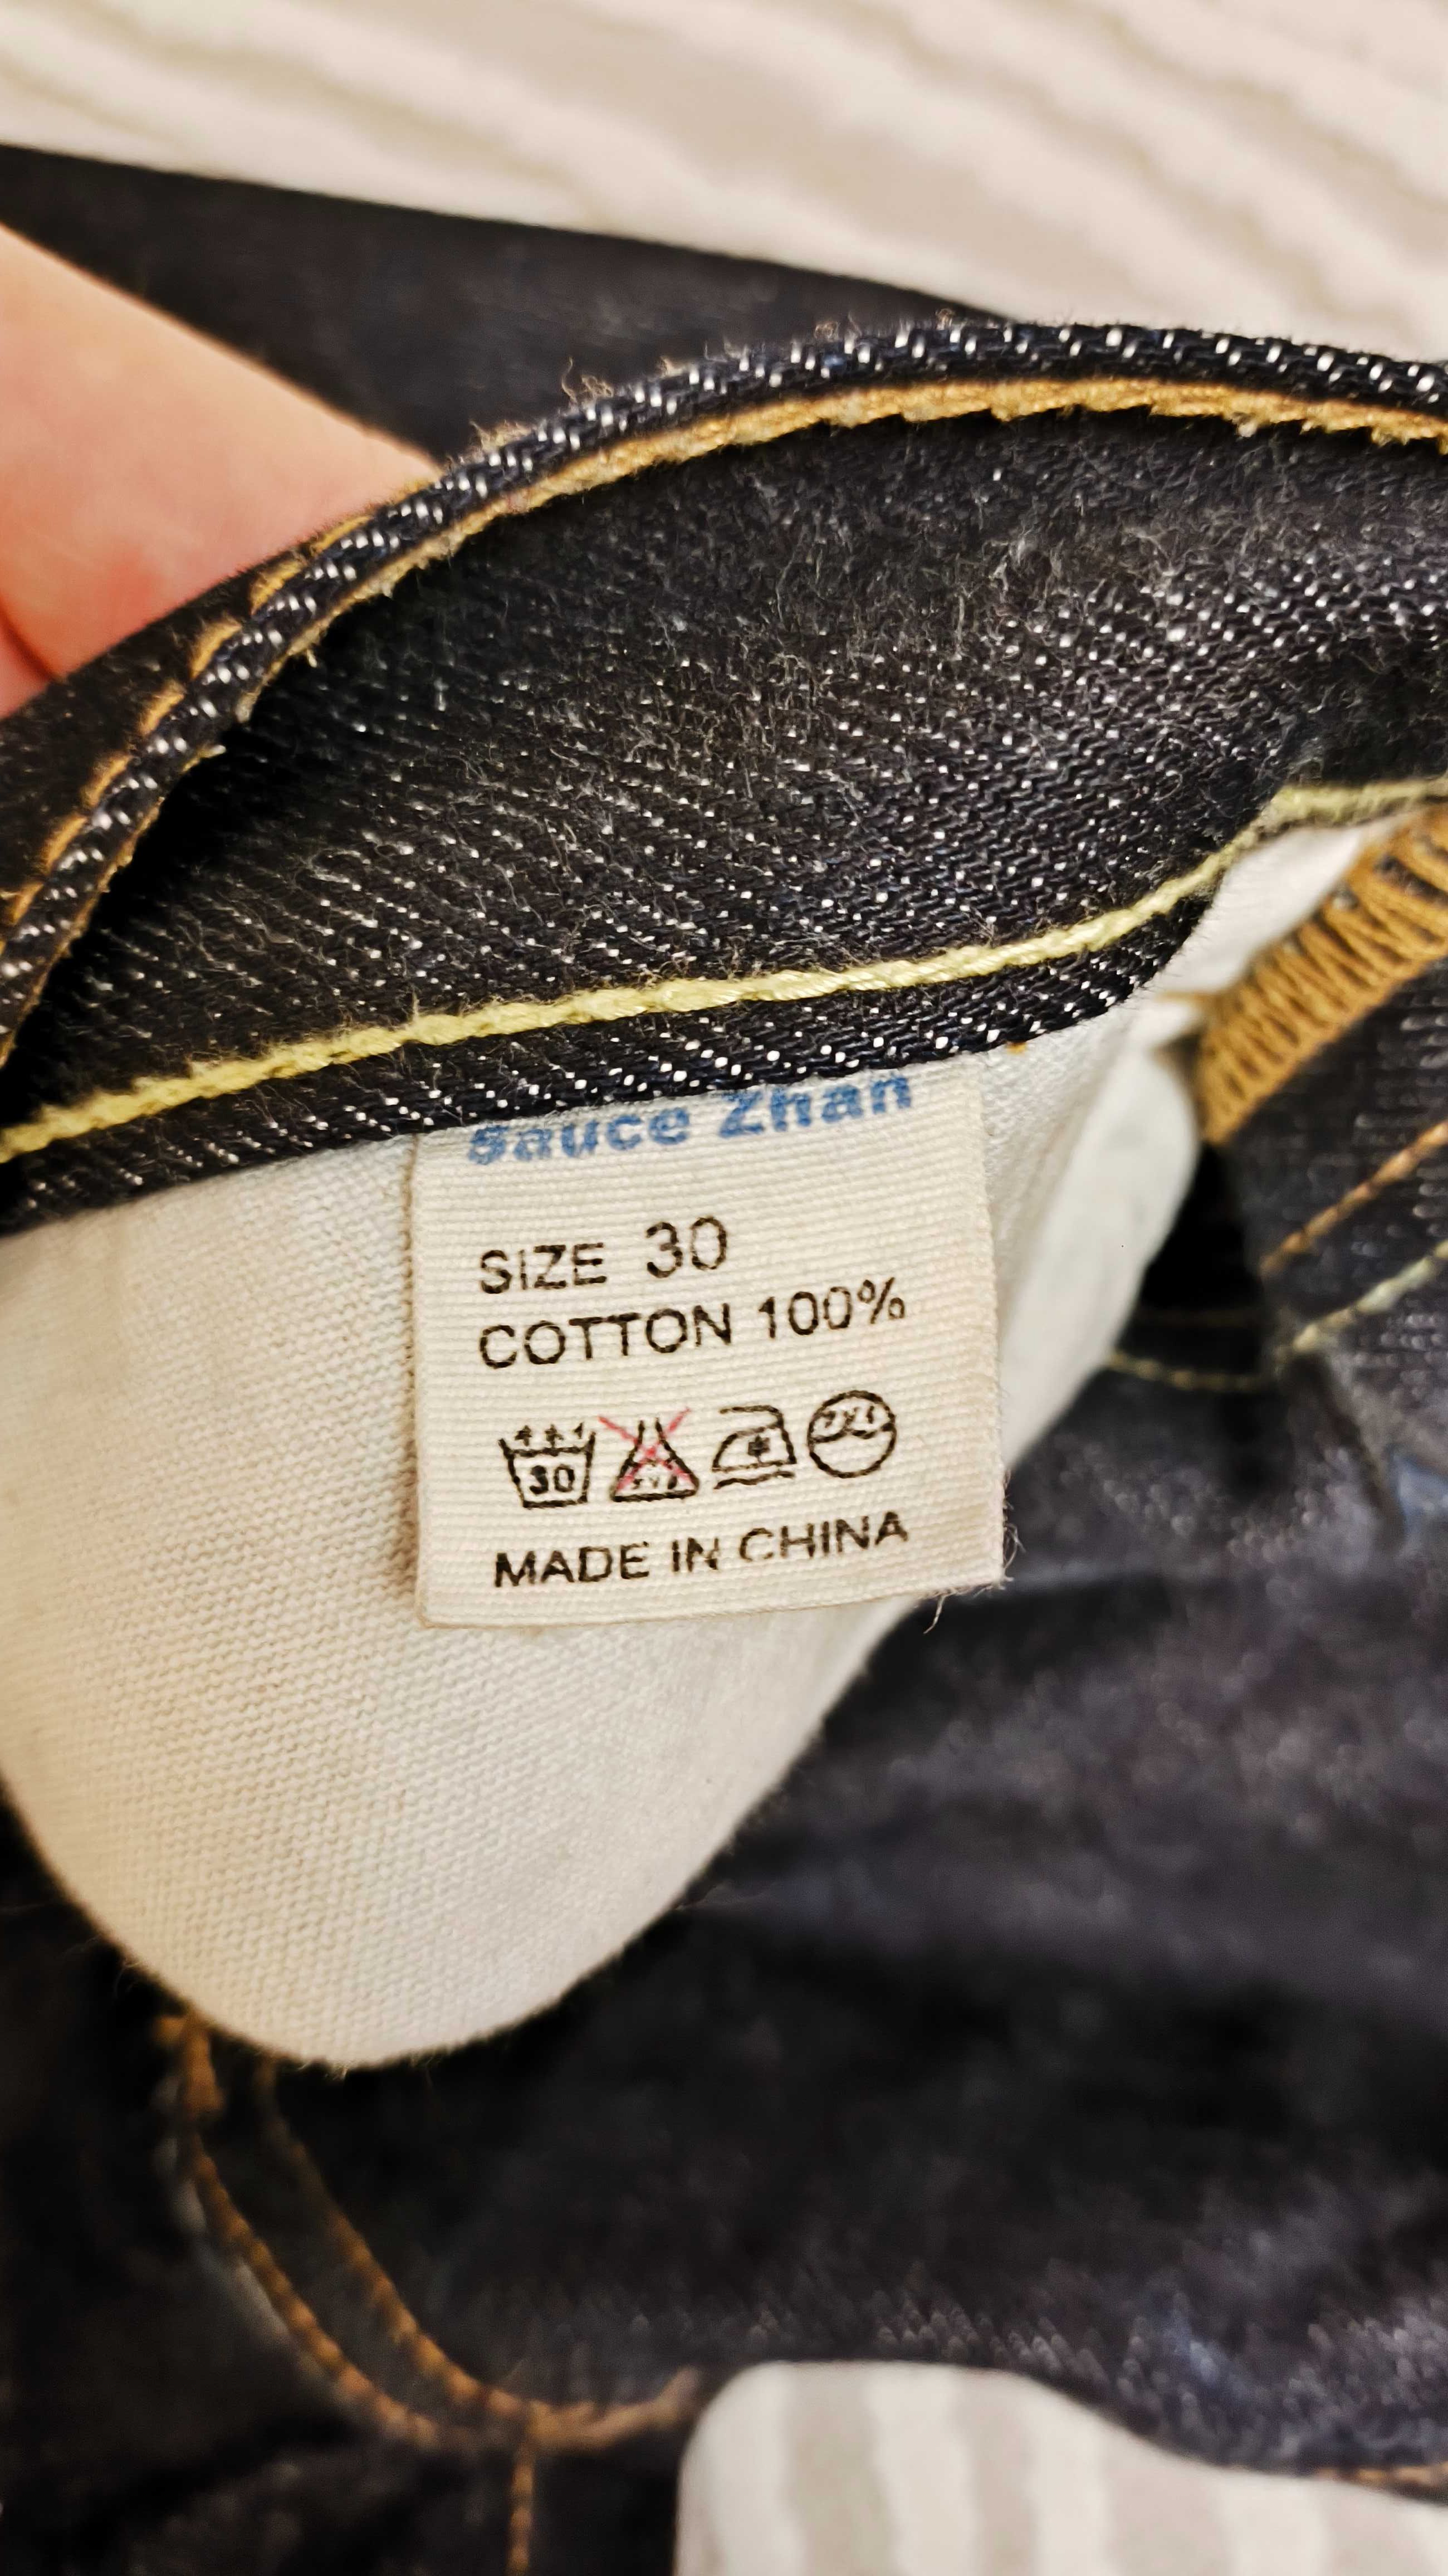 Sauce Zhan
SIZE 30
COTTON 100%
30
MADE IN CHINA